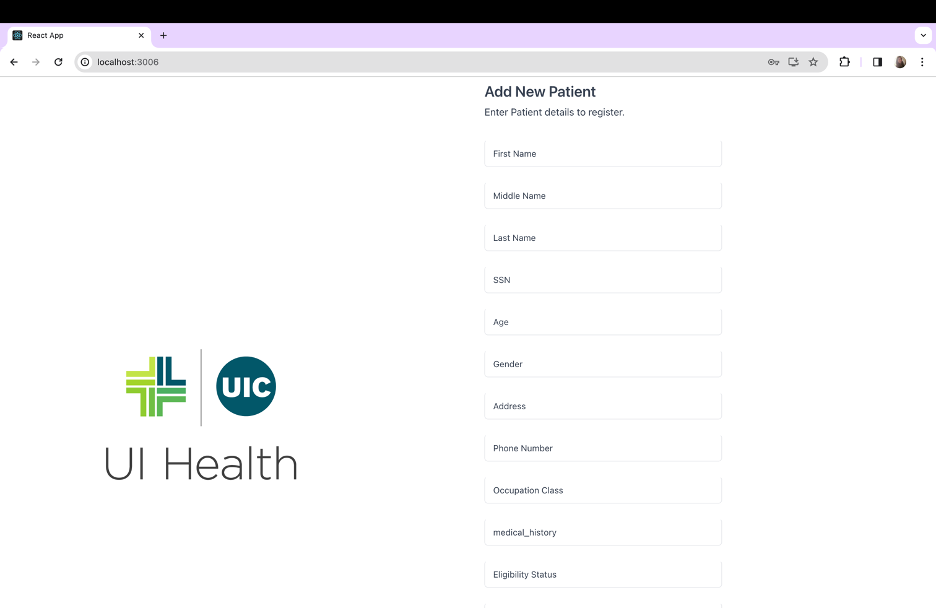 React App
localhost:3006
Add New Patient
Enter Patient details to register.
First Name
Middle Name
Last Name
SSN
Age
Gender
Address
Phone Number
Occupation Class
medical_history
Eligibility Status
UIC
UI Health